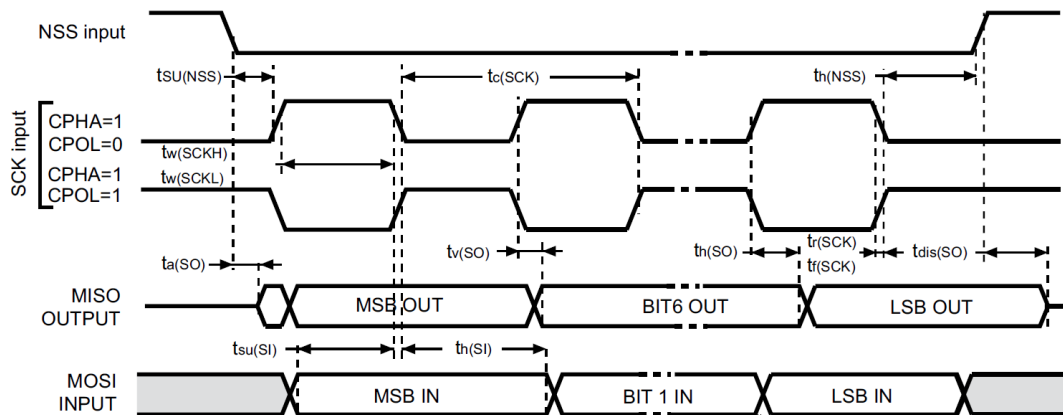 NSS input
tSU(NSS)
tc(SCK)
th(NSS)
SCK input
CPHA=1
CPOL=0
tw(SCKH)
CPHA=1
tw(SCKL)
CPOL=1
ta(SO)
tv(SO)
th(SO)
tr(SCK)
tf(SCK)
tdis(SO)
MISO
OUTPUT
MSB OUT
BIT6 OUT
LSB OUT
tsu(SI)
th(SI)
MOSI
INPUT
MSB IN
BIT 1 IN
LSB IN